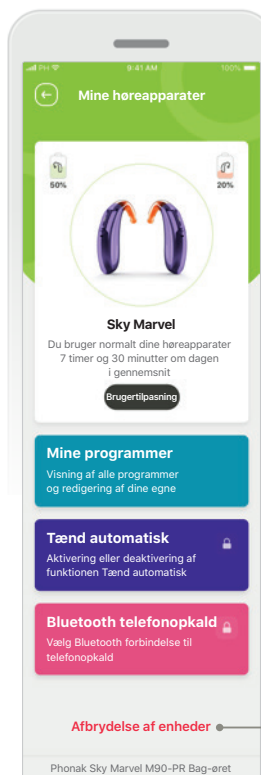 PH
9:41 AM
100%
Mine høreapparater
50%
20%
Sky Marvel
Du bruger normalt dine høreapparater
7 timer og 30 minutter om dagen
i gennemsnit
Brugertilpasning
Mine programmer
Visning af alle programmer
og redigering af dine egne
Tænd automatisk
Aktivering eller deaktivering af
funktionen Tænd automatisk
Bluetooth telefonopkald
Vælg Bluetooth forbindelse til
telefonopkald
Afbrydelse af enheder
Phonak Sky Marvel M90-PR Bag-øret